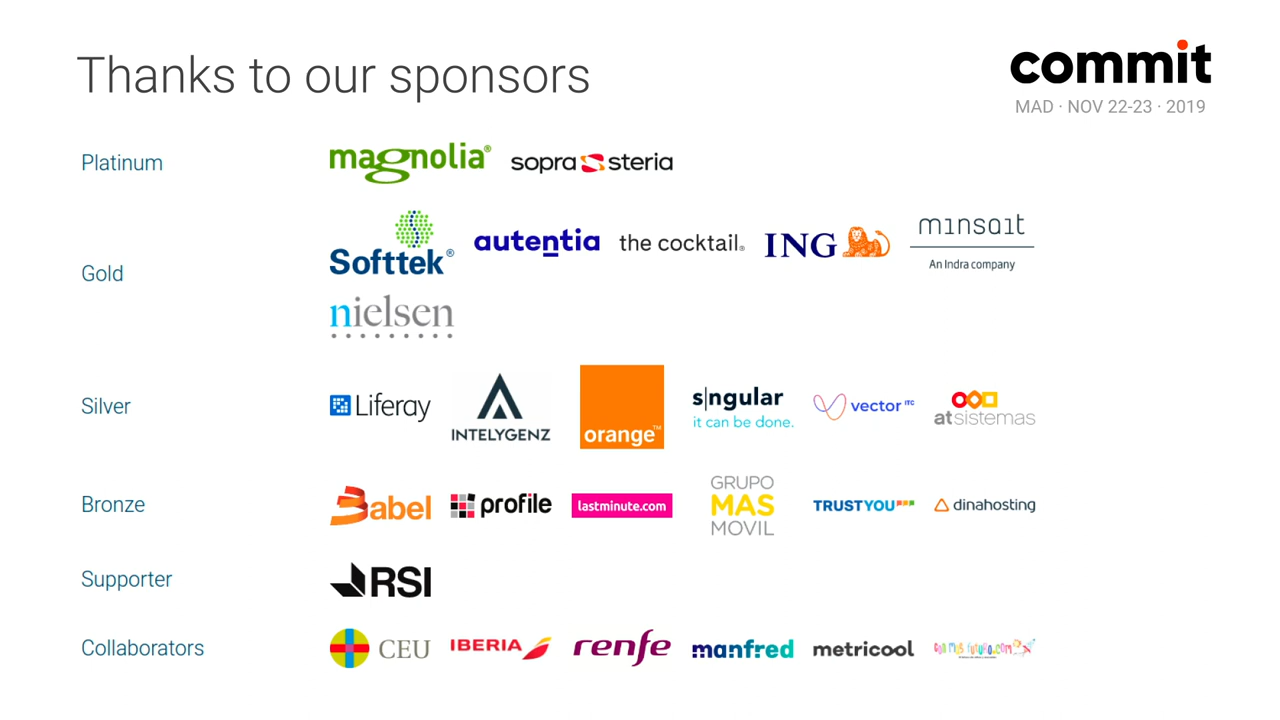 Thanks to our sponsors
commit
MAD · NOV 22-23 · 2019
Platinum
magnolia®
sopra steria
Gold
Softtek®
autentia
the cocktail®
ING
minsait
An Indra company
nielsen
Silver
Liferay
INTELYGENZ
orange™
s|ngular
it can be done.
vector ITC
atsistemas
Bronze
Babel
profile
lastminute.com
GRUPO
MAS
MOVIL
TRUSTYOU
dinahosting
Supporter
RSI
Collaborators
CEU
IBERIA
renfe
manfred
metricool